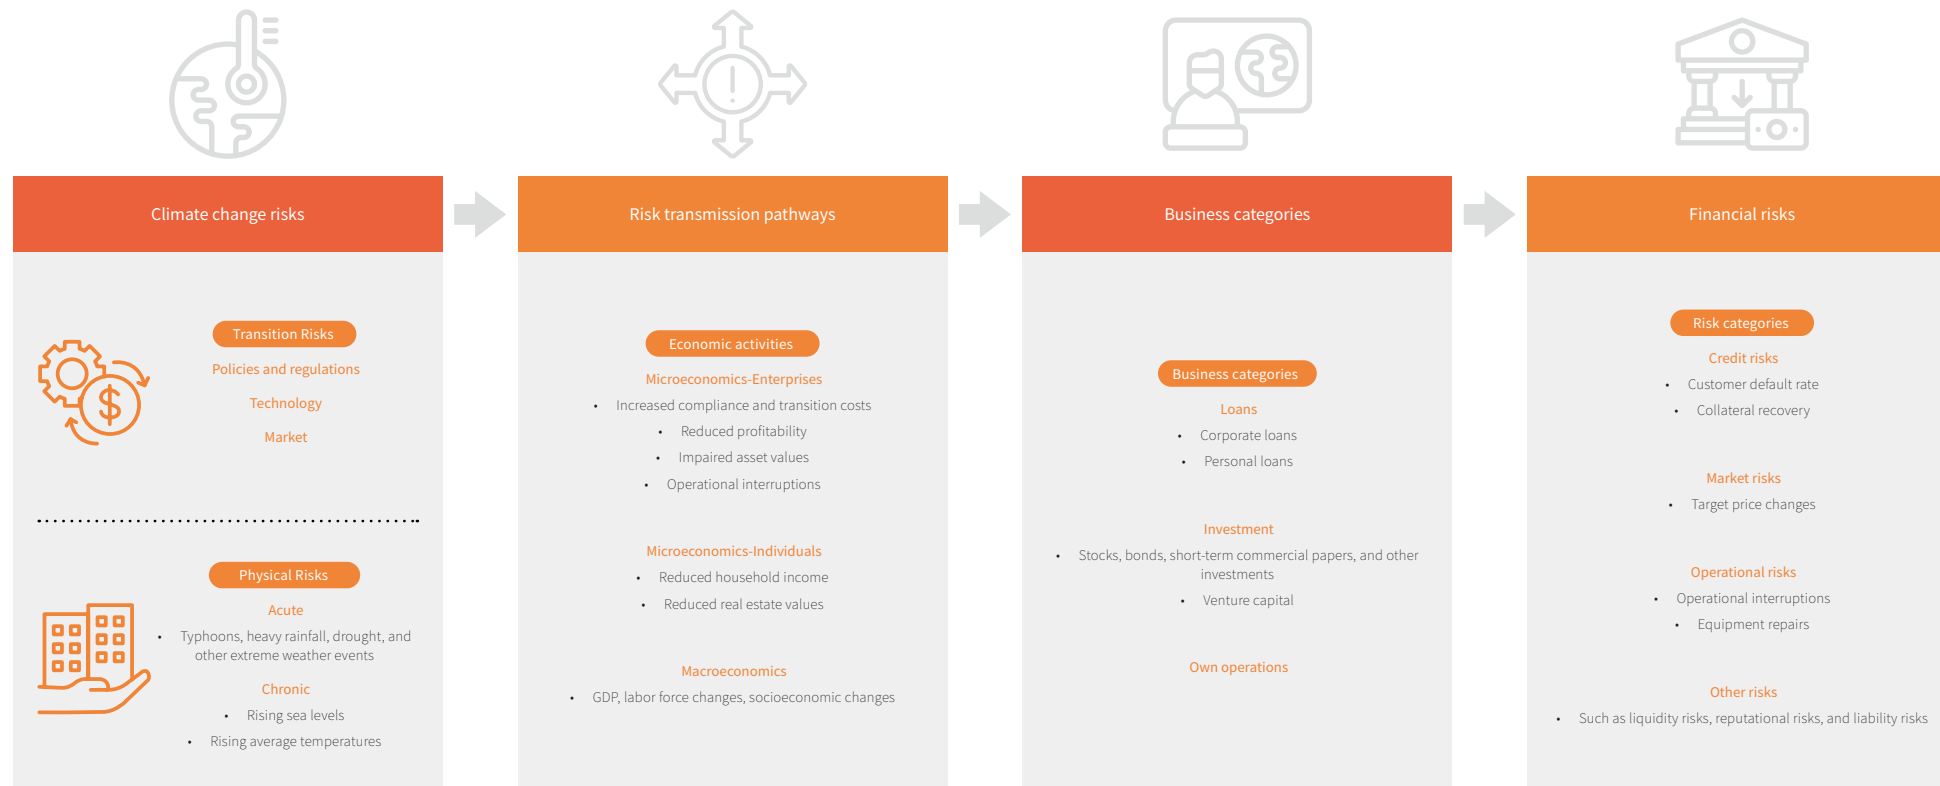 Climate change risks
Transition Risks
Policies and regulations
Technology
Market
Physical Risks
Acute
• Typhoons, heavy rainfall, drought, and
other extreme weather events
Chronic
• Rising sea levels
• Rising average temperatures
Risk transmission pathways
Economic activities
Microeconomics-Enterprises
• Increased compliance and transition costs
• Reduced profitability
• Impaired asset values
• Operational interruptions
Microeconomics-Individuals
• Reduced household income
• Reduced real estate values
Macroeconomics
• GDP, labor force changes, socioeconomic changes
Business categories
Business categories
Loans
• Corporate loans
• Personal loans
Investment
• Stocks, bonds, short-term commercial papers, and other
investments
• Venture capital
Own operations
Financial risks
Risk categories
Credit risks
• Customer default rate
• Collateral recovery
Market risks
• Target price changes
Operational risks
• Operational interruptions
• Equipment repairs
Other risks
• Such as liquidity risks, reputational risks, and liability risks